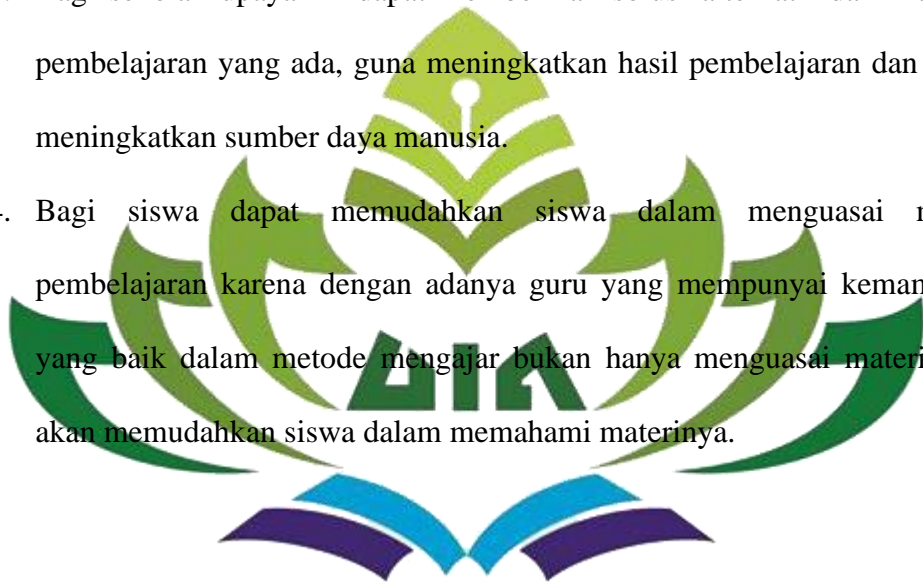 pembelajaran yang ada, guna meningkatkan hasil pembelajaran dan
meningkatkan sumber daya manusia.
. Bagi siswa dapat memudahkan siswa dalam menguasai
pembelajaran karena dengan adanya guru yang mempunyai
yang baik dalam metode mengajar bukan hanya menguasai materi
akan memudahkan siswa dalam memahami materinya.